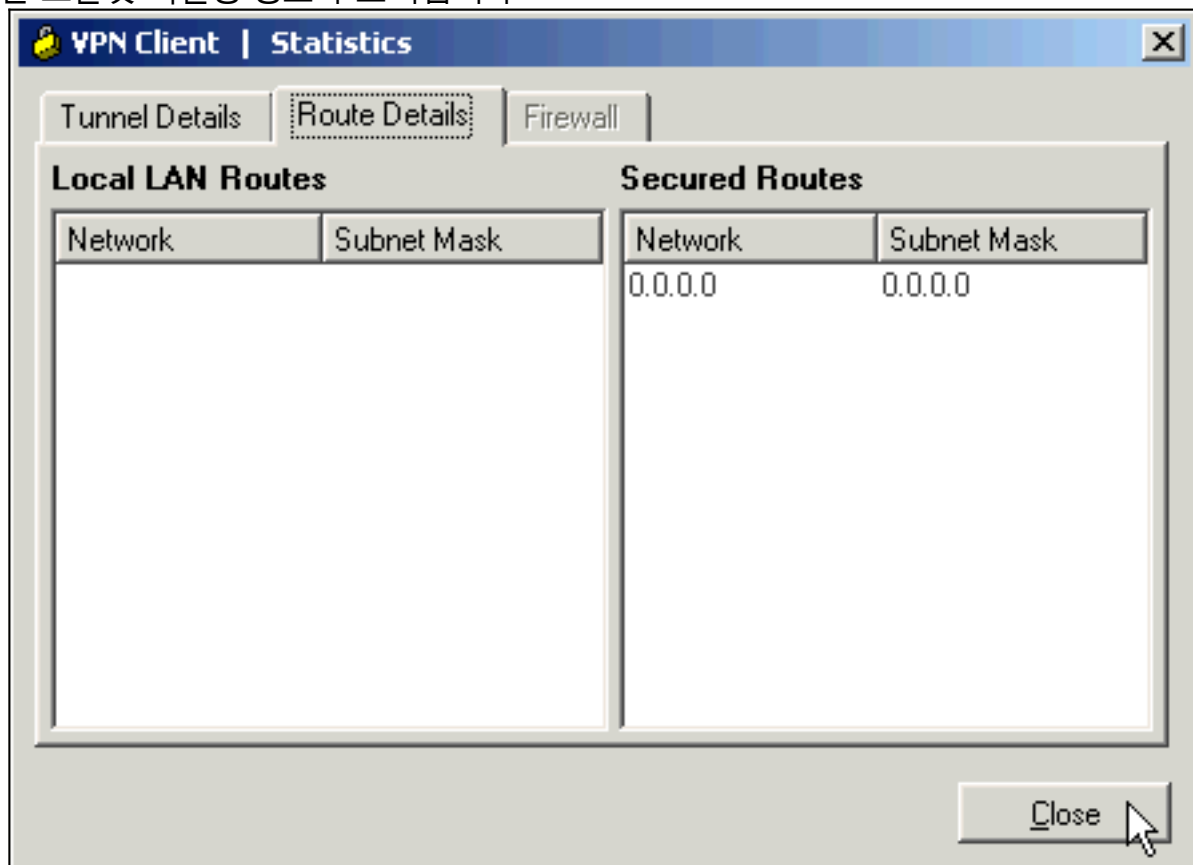 VPN Client | Statistics
Tunnel Details Route Details Firewall
Local LAN Routes Secured Routes
Network Subnet Mask Network Subnet Mask
0.0.0.0 0.0.0.0
Close